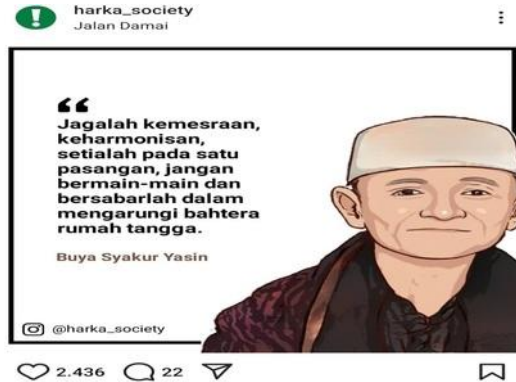 harka_society
Jalan Damai
“
Jagalah kemesraan,
keharmonisan,
setialah pada satu
pasangan, jangan
bermain-main dan
bersabarlah dalam
mengarungi bahtera
rumah tangga.
Buya Syakur Yasin
@harka_society
2.436 22